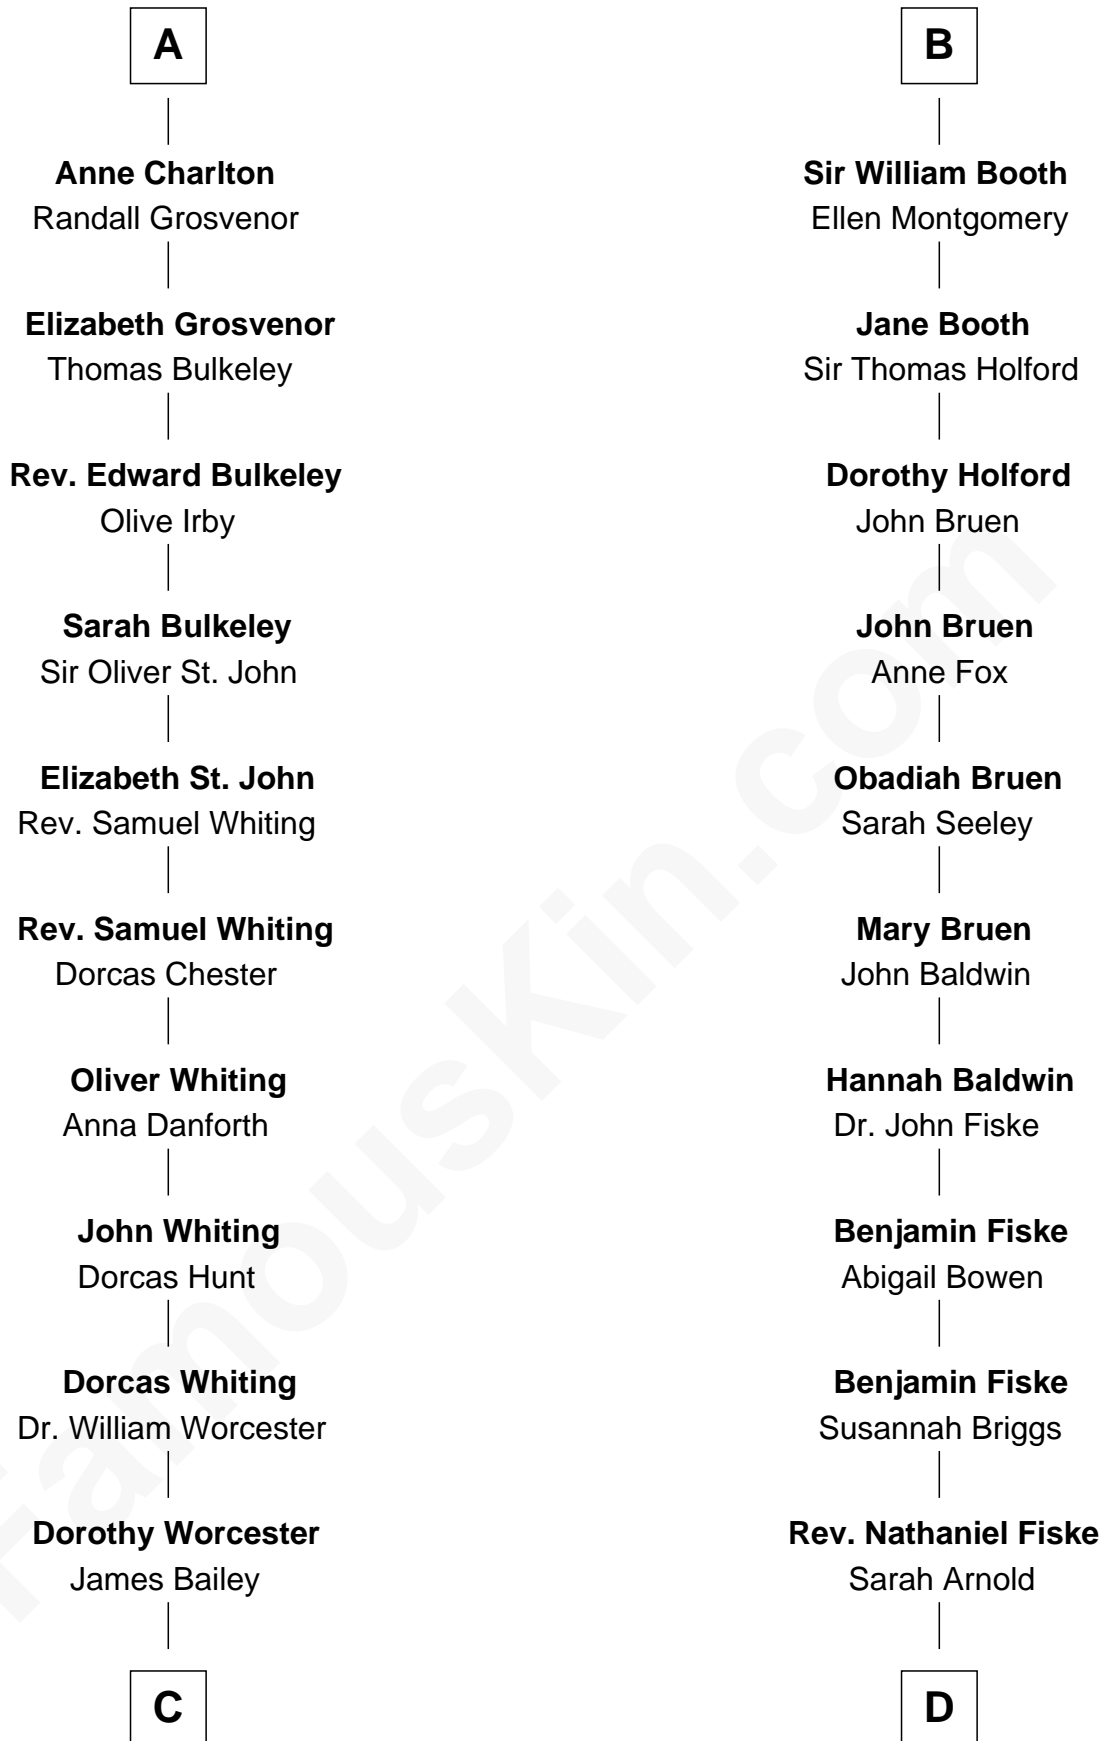 A
Anne Charlton
Randall Grosvenor
Elizabeth Grosvenor
Thomas Bulkeley
Rev. Edward Bulkeley
Olive Irby
Sarah Bulkeley
Sir Oliver St. John
Elizabeth St. John
Rev. Samuel Whiting
Rev. Samuel Whiting
Dorcas Chester
Oliver Whiting
Anna Danforth
John Whiting
Dorcas Hunt
Dorcas Whiting
Dr. William Worcester
Dorothy Worcester
James Bailey
C
B
Sir William Booth
Ellen Montgomery
Jane Booth
Sir Thomas Holford
Dorothy Holford
John Bruen
John Bruen
Anne Fox
Obadiah Bruen
Sarah Seeley
Mary Bruen
John Baldwin
Hannah Baldwin
Dr. John Fiske
Benjamin Fiske
Abigail Bowen
Benjamin Fiske
Susannah Briggs
Rev. Nathaniel Fiske
Sarah Arnold
D
FamousKin.com